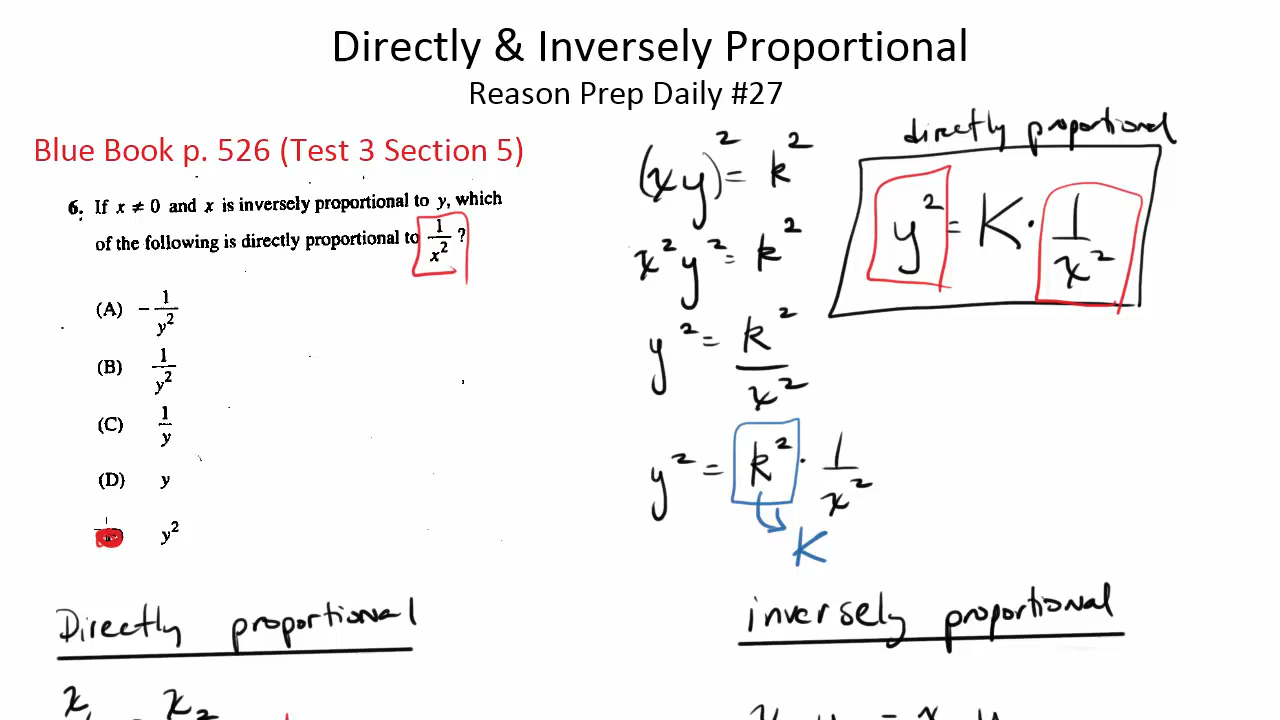 Directly & Inversely Proportional
Reason Prep Daily #27
Blue Book p. 526 (Test 3 Section 5)
6. If x ≠ 0 and x is inversely proportional to y, which
of the following is directly proportional to 1/x² ?
(A) -1/y²
(B) 1/y²
(C) 1/y
(D) y
y²
(xy)² = k²
x²y² = k²
y² = k²/x²
y² = k² · 1/x²
K
directly proportional
y² = K · 1/x²
Directly proportional
x₁ x₂
inversely proportional